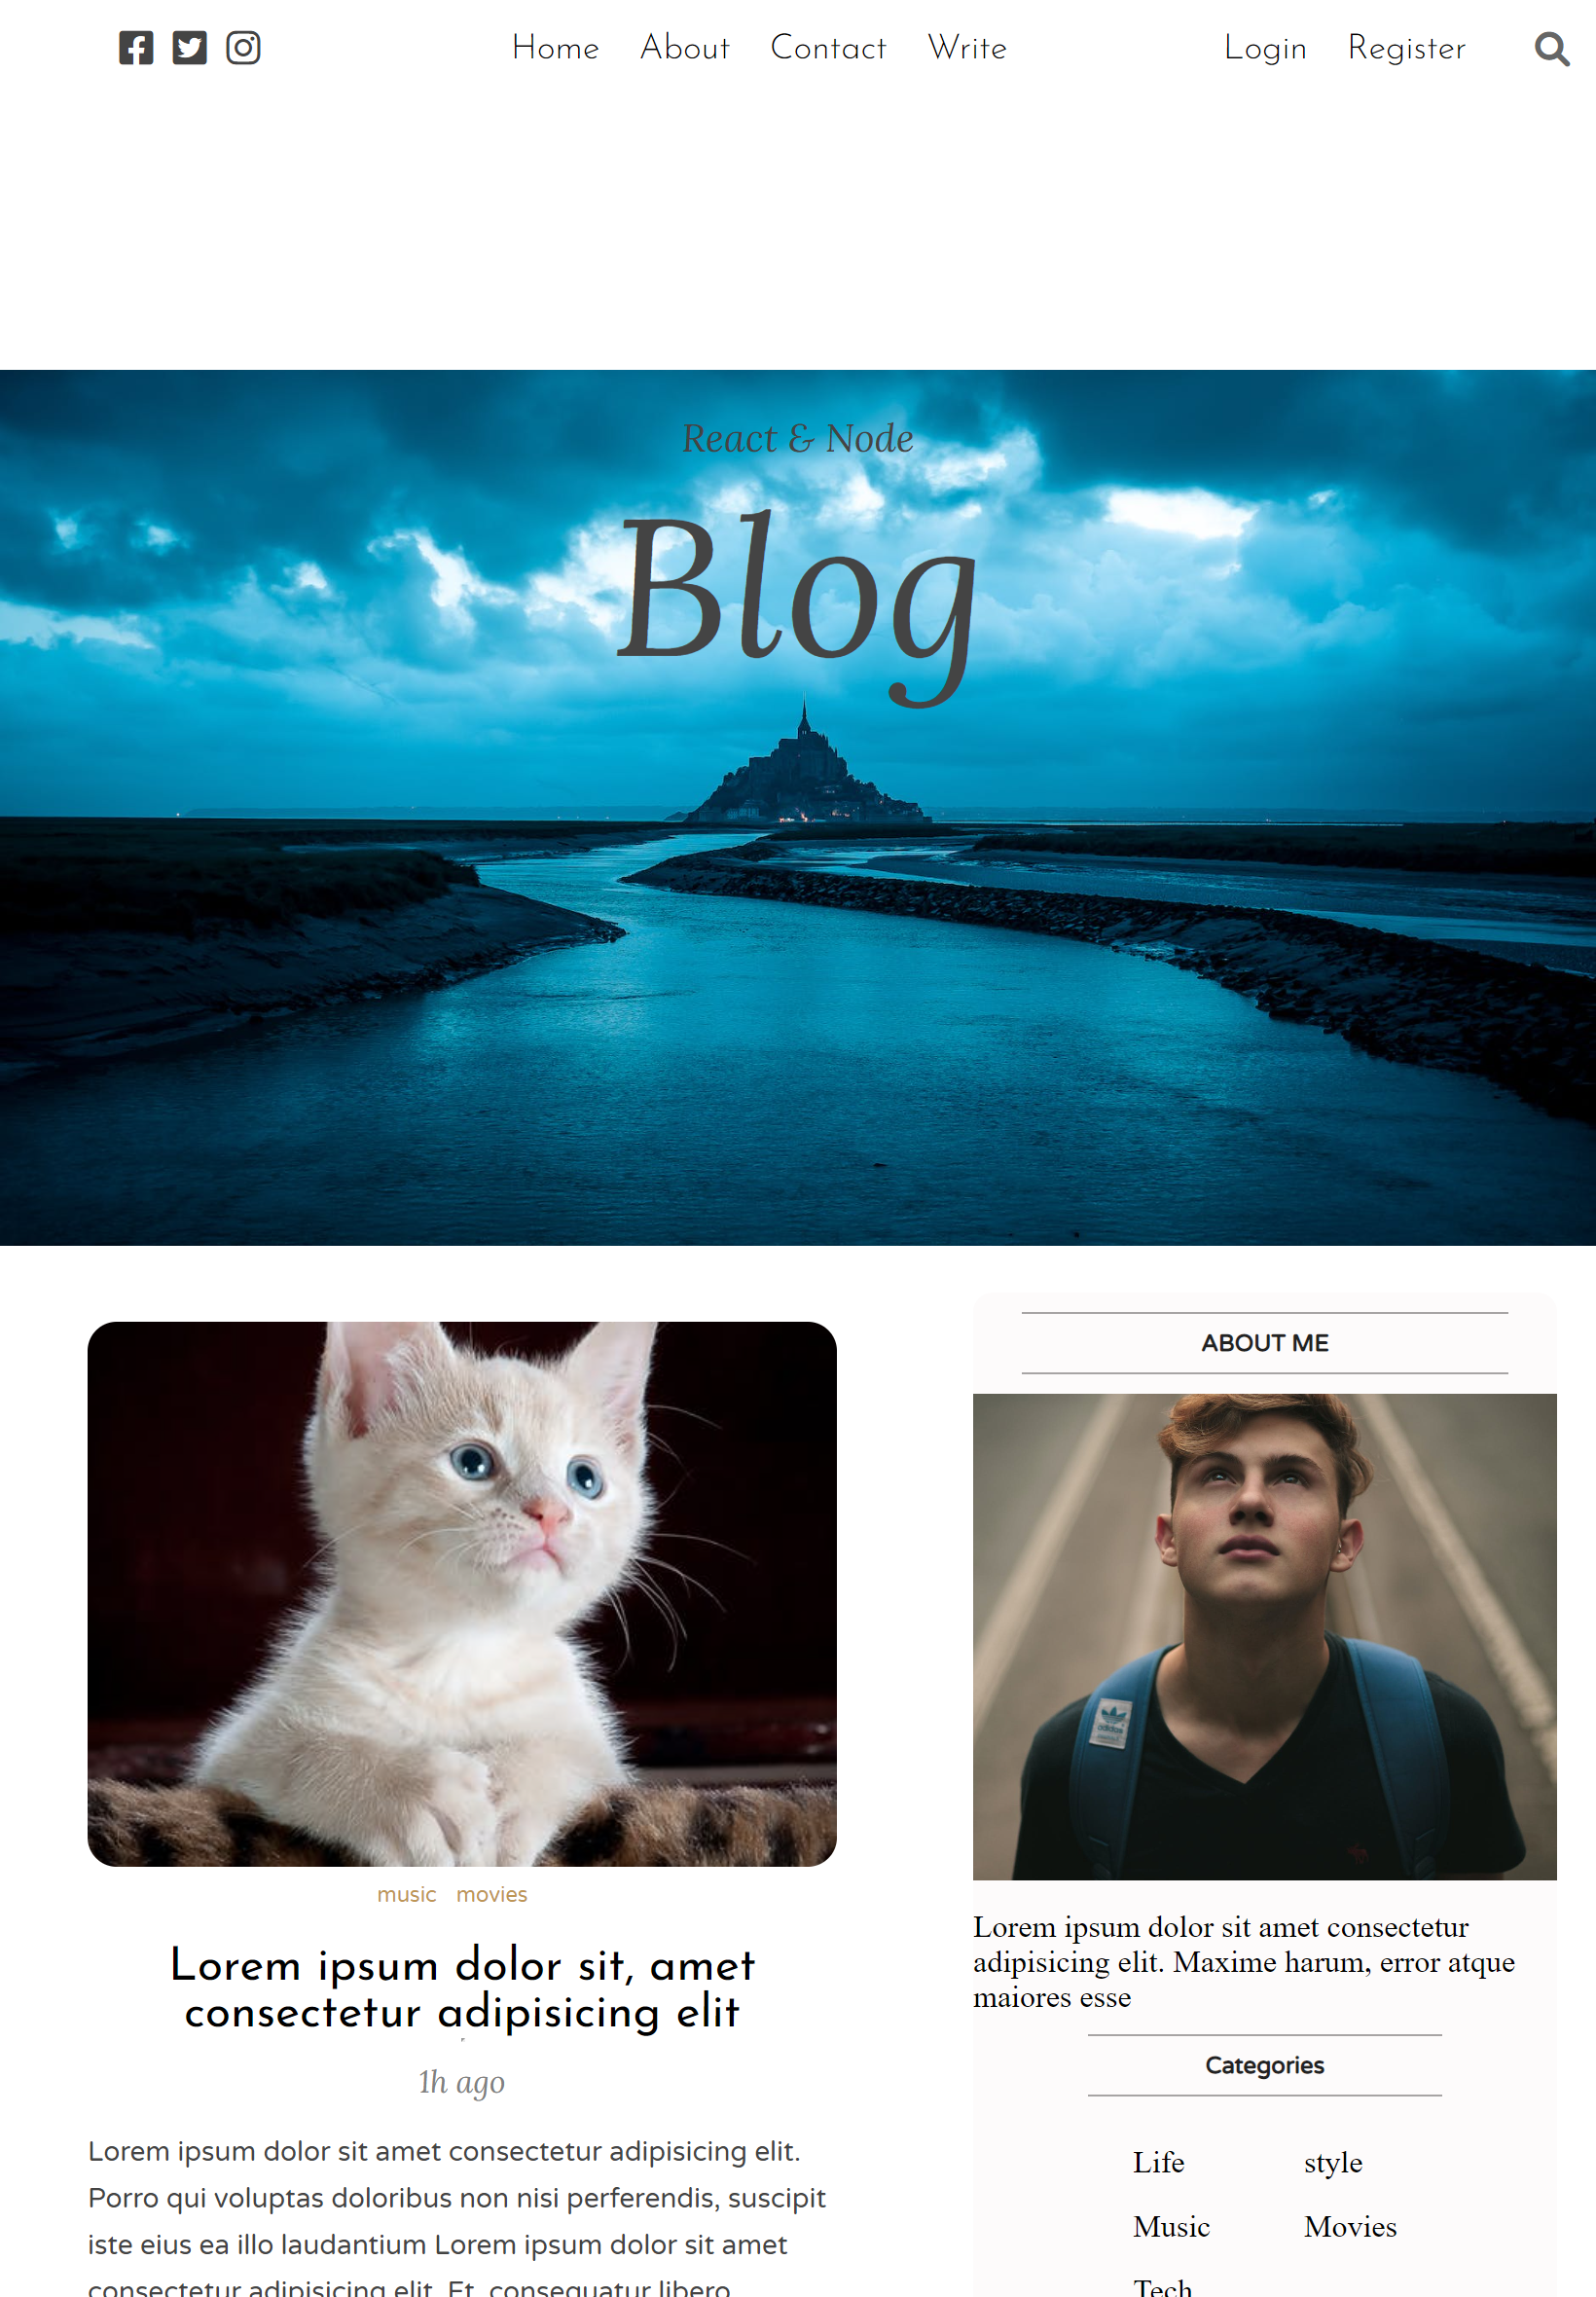 Home About Contact Write
Login Register
React & Node
Blog
music movies
Lorem ipsum dolor sit, amet
consectetur adipisicing elit
1h ago
Lorem ipsum dolor sit amet consectetur adipisicing elit.
Porro qui voluptas doloribus non nisi perferendis, suscipit
iste eius ea illo laudantium Lorem ipsum dolor sit amet
consectetur adipisicing elit. Et, consequatur libero
ABOUT ME
adidas
Lorem ipsum dolor sit amet consectetur
adipisicing elit. Maxime harum, error atque
maiores esse
Categories
Life style
Music Movies
Tech